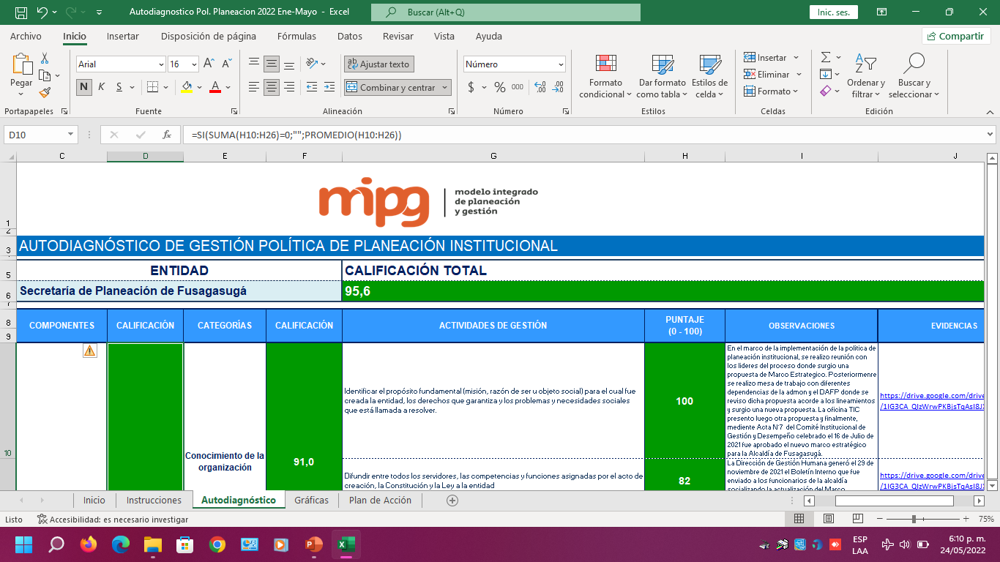 Autodiagnostico Pol. Planeacion 2022 Ene-Mayo - Excel
Buscar (Alt+Q)
Inic. ses.
Archivo Inicio Insertar Disposición de página Fórmulas Datos Revisar Vista Ayuda
Compartir
Pegar
Portapapeles
Arial 16
N K S
A
Fuente
Ajustar texto
Combinar y centrar
Alineación
Número
$ % 000
Número
Formato condicional
Dar formato como tabla
Estilos de celda
Estilos
Insertar
Eliminar
Formato
Celdas
Ordenar y filtrar
Buscar y seleccionar
Edición
D10
fx
=SI(SUMA(H10:H26)=0;"";PROMEDIO(H10:H26))
C D E F G H I J
1
2
3
5
6
8
9
10
mipg
modelo integrado
de planeación
y gestión
AUTODIAGNÓSTICO DE GESTIÓN POLÍTICA DE PLANEACIÓN INSTITUCIONAL
ENTIDAD CALIFICACIÓN TOTAL
Secretaría de Planeación de Fusagasugá 95,6
COMPONENTES CALIFICACIÓN CATEGORÍAS CALIFICACIÓN ACTIVIDADES DE GESTIÓN
PUNTAJE
(0 - 100)
OBSERVACIONES EVIDENCIAS
Conocimiento de la
organización
91,0
Identificar el propósito fundamental (misión, razón de ser u objeto social) para el cual fue
creada la entidad, los derechos que garantiza y los problemas y necesidades sociales
que está llamada a resolver.
100
En el marco de la implementación de la politica de
planeación institucional, se realizo reunión con
los lideres del proceso donde surgio una
propuesta de Marco Estrategico. Posteriormenre
se realizo mesa de trabajo con diferentes
dependencias de la admon y el DAFP donde se
reviso dicha propuesta acorde a los lineamientos
y surgio una nueva propuesta. La oficina TIC
presento luego otra propuesta y finalmente,
mediente Acta N°7 del Comité Institucional de
Gestión y Desempeño celebrado el 16 de Julio de
2021 fue aprobado el nuevo marco estratégico
para la Alcaldía de Fusagasugá.
https://drive.google.com/drive
Difundir entre todos los servidores, las competencias y funciones asignadas por el acto de
creación, la Constitución y la Ley a la entidad
82
La Dirección de Gestión Humana generó el 29 de
noviembre de 2021 el Boletín Interno que fue
enviado a los funcionarios de la alcaldía
socializando la actualización del Marco
https://drive.google.com/drive
Inicio Instrucciones Autodiagnóstico Gráficas Plan de Acción
Listo Accesibilidad: es necesario investigar
75%
ESP
LAA
6:10 p. m.
24/05/2022